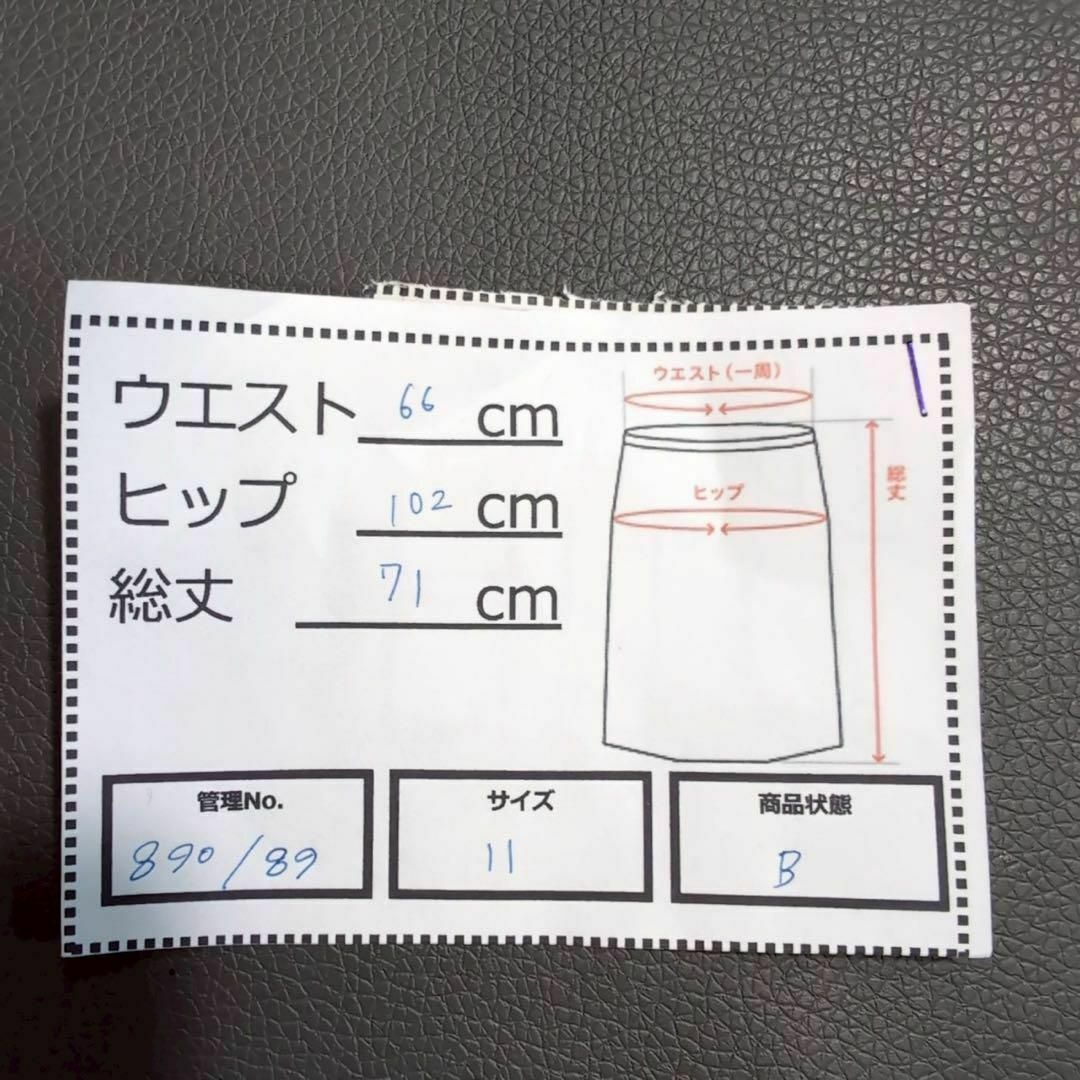 ウエスト 66 cm
ヒップ 102 cm
総丈 71 cm
ウエスト(一周)
ヒップ
総丈
管理No.
890/89
サイズ
11
商品状態
B